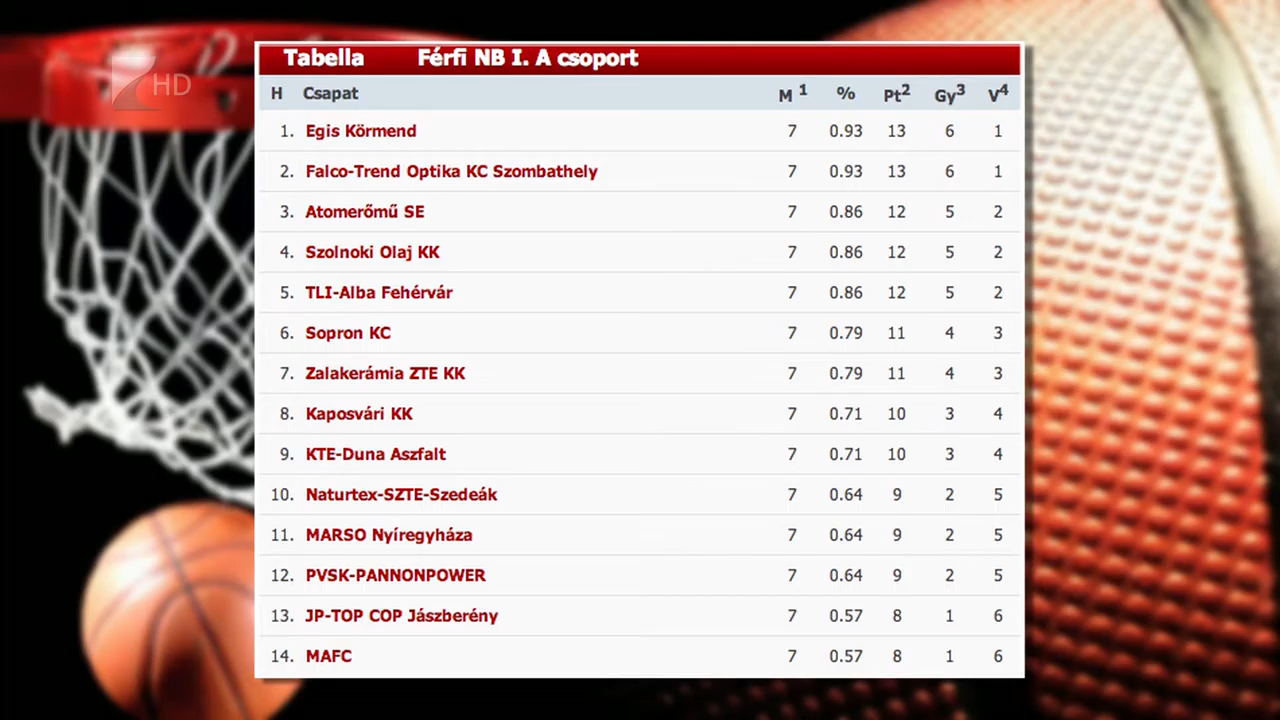 HD
Tabella Férfi NB I. A csoport
H Csapat M 1 % Pt2 Gy3 V4
1. Egis Körmend 7 0.93 13 6 1
2. Falco-Trend Optika KC Szombathely 7 0.93 13 6 1
3. Atomerőmű SE 7 0.86 12 5 2
4. Szolnoki Olaj KK 7 0.86 12 5 2
5. TLI-Alba Fehérvár 7 0.86 12 5 2
6. Sopron KC 7 0.79 11 4 3
7. Zalakerámia ZTE KK 7 0.79 11 4 3
8. Kaposvári KK 7 0.71 10 3 4
9. KTE-Duna Aszfalt 7 0.71 10 3 4
10. Naturtex-SZTE-Szedeák 7 0.64 9 2 5
11. MARSO Nyíregyháza 7 0.64 9 2 5
12. PVSK-PANNONPOWER 7 0.64 9 2 5
13. JP-TOP COP Jászberény 7 0.57 8 1 6
14. MAFC 7 0.57 8 1 6